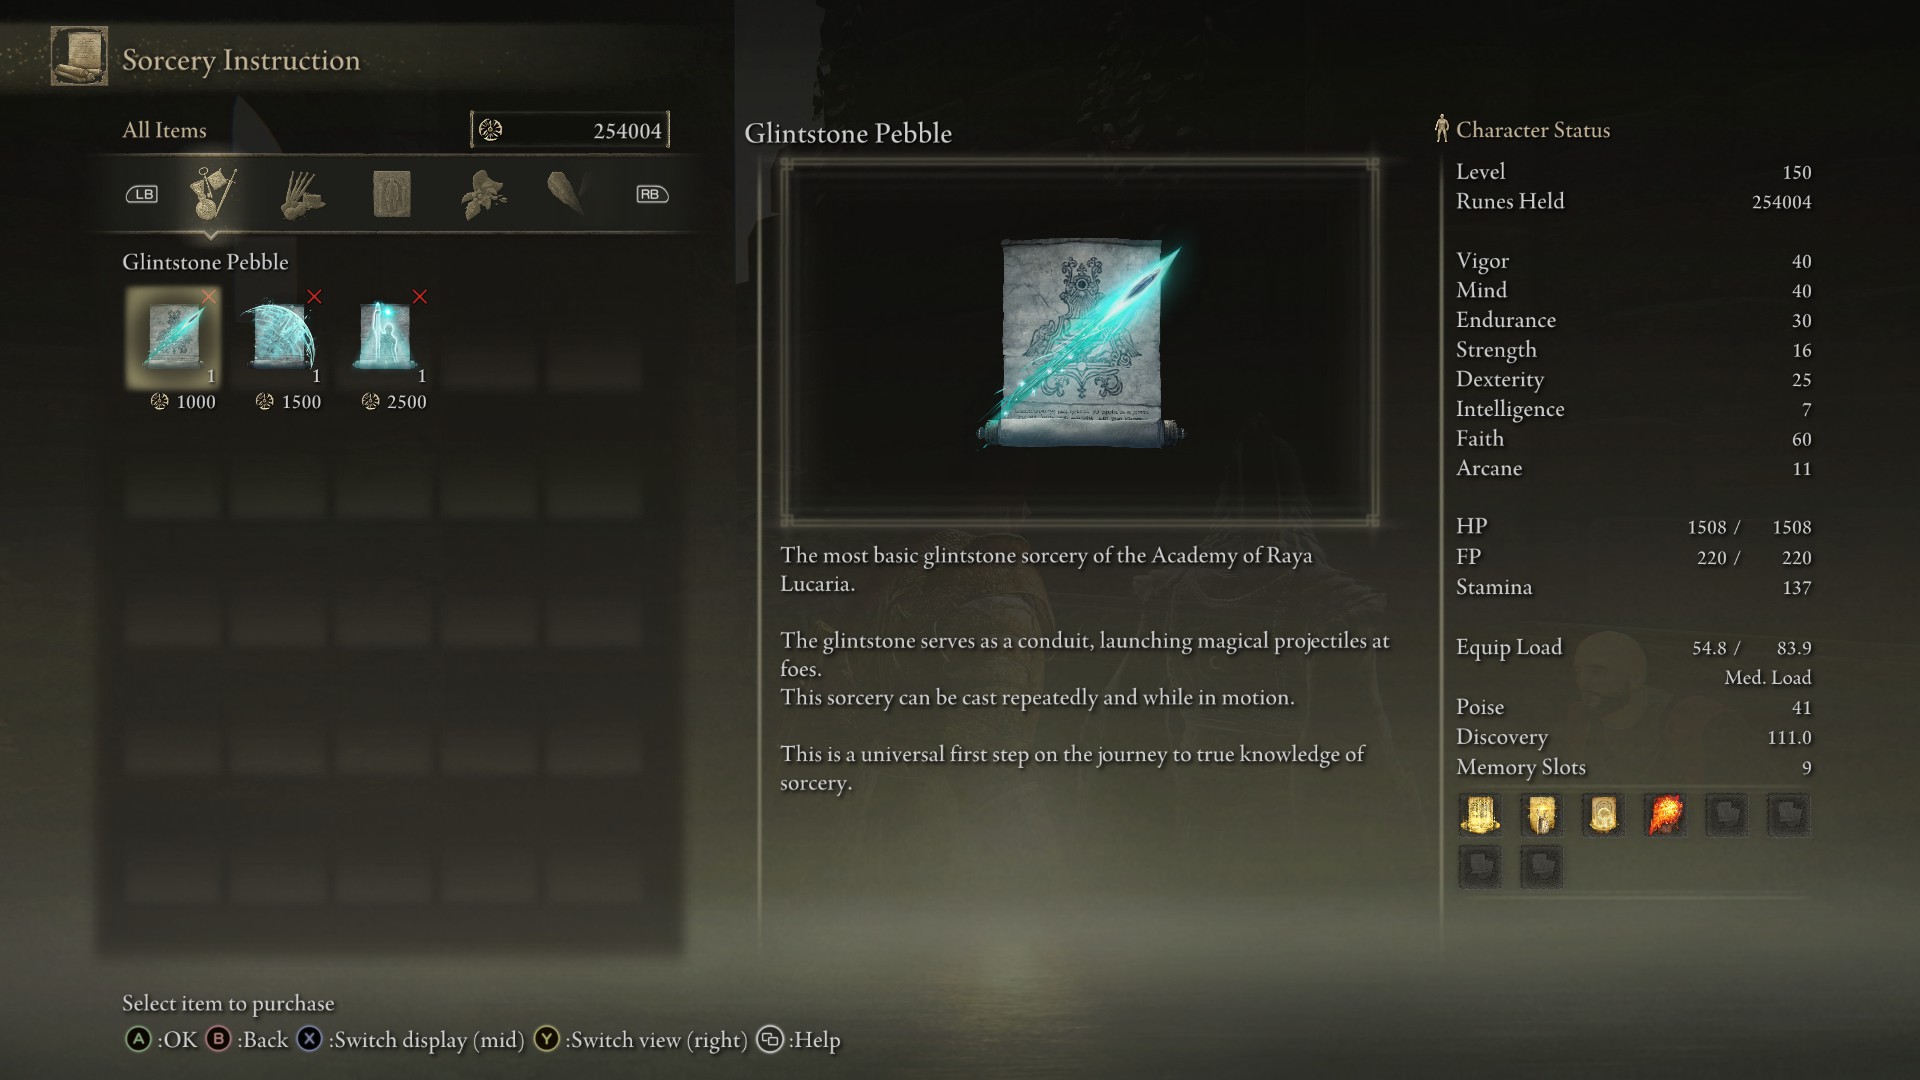 Sorcery Instruction
All Items
254004
LB
RB
Glintstone Pebble
1
1
1
1000
1500
2500
Glintstone Pebble
The most basic glintstone sorcery of the Academy of Raya
Lucaria.
The glintstone serves as a conduit, launching magical projectiles at
foes.
This sorcery can be cast repeatedly and while in motion.
This is a universal first step on the journey to true knowledge of
sorcery.
Character Status
Level 150
Runes Held 254004
Vigor 40
Mind 40
Endurance 30
Strength 16
Dexterity 25
Intelligence 7
Faith 60
Arcane 11
HP 1508 / 1508
FP 220 / 220
Stamina 137
Equip Load 54.8 / 83.9
Med. Load
Poise 41
Discovery 111.0
Memory Slots 9
Select item to purchase
A :OK B :Back X :Switch display (mid) Y :Switch view (right) :Help